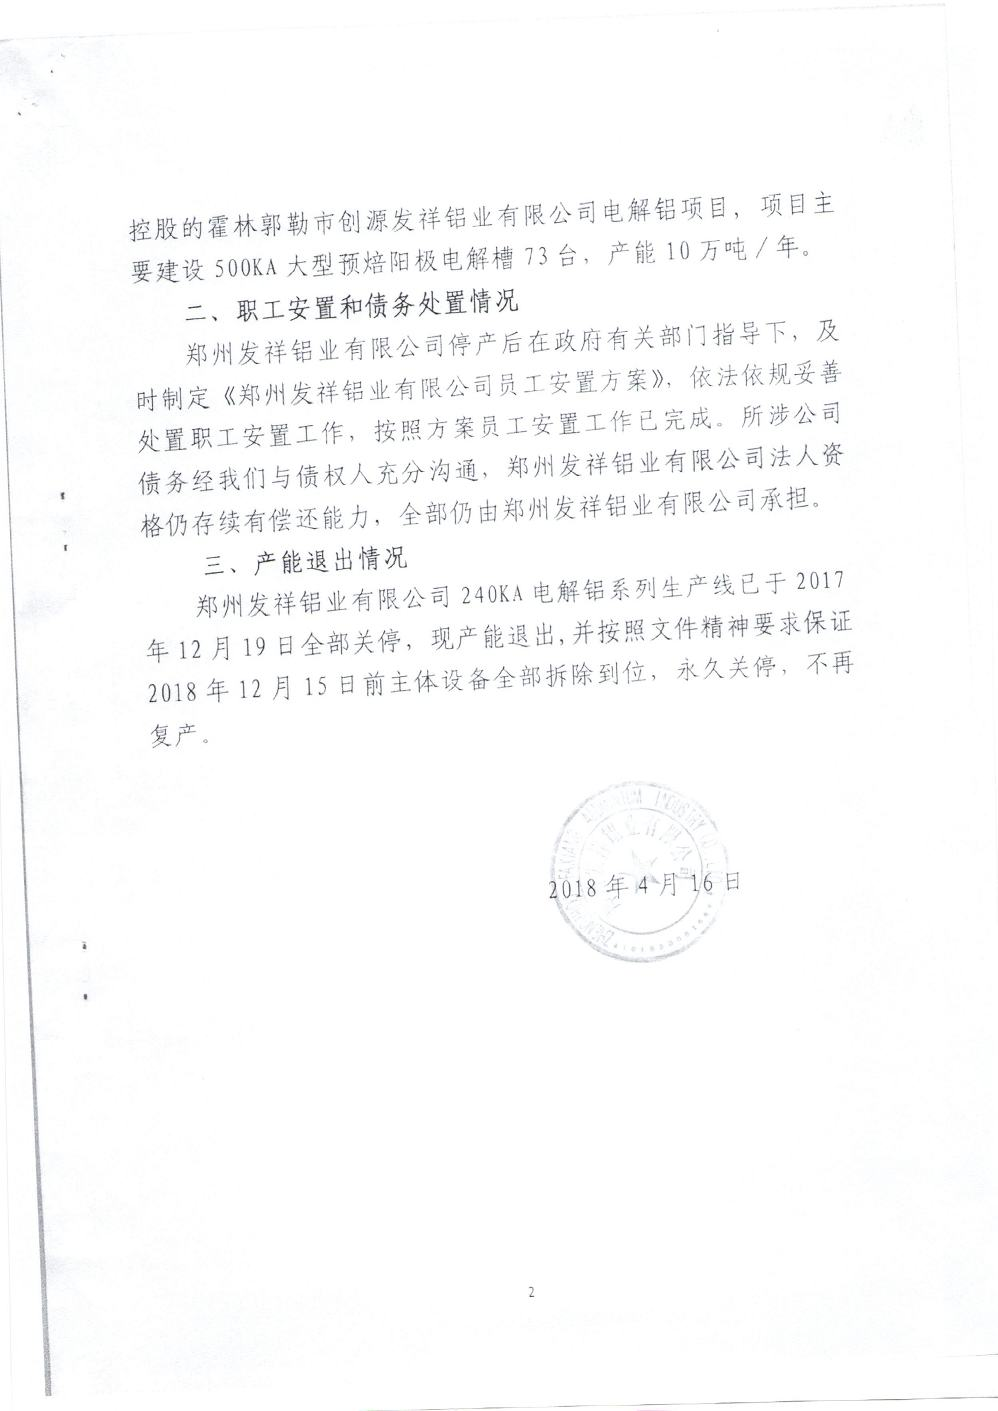 控股的霍林郭勒市创源发祥铝业有限公司电解铝项目，项目主
要建设500KA大型预焙阳极电解槽73台，产能10万吨／年。
二、职工安置和债务处置情况
郑州发祥铝业有限公司停产后在政府有关部门指导下，及
时制定《郑州发祥铝业有限公司员工安置方案》，依法依规妥善
处置职工安置工作，按照方案员工安置工作已完成。所涉公司
债务经我们与债权人充分沟通，郑州发祥铝业有限公司法人资
格仍存续有偿还能力，全部仍由郑州发祥铝业有限公司承担。
三、产能退出情况
郑州发祥铝业有限公司240KA电解铝系列生产线已于2017
年12月19日全部关停，现产能退出,并按照文件精神要求保证
2018年12月15日前主体设备全部拆除到位，永久关停，不再
复产。
FAXIANG ALUMINIUM INDUSTRY CO.,LTD
铝业有限公司
2018年4月16日
2